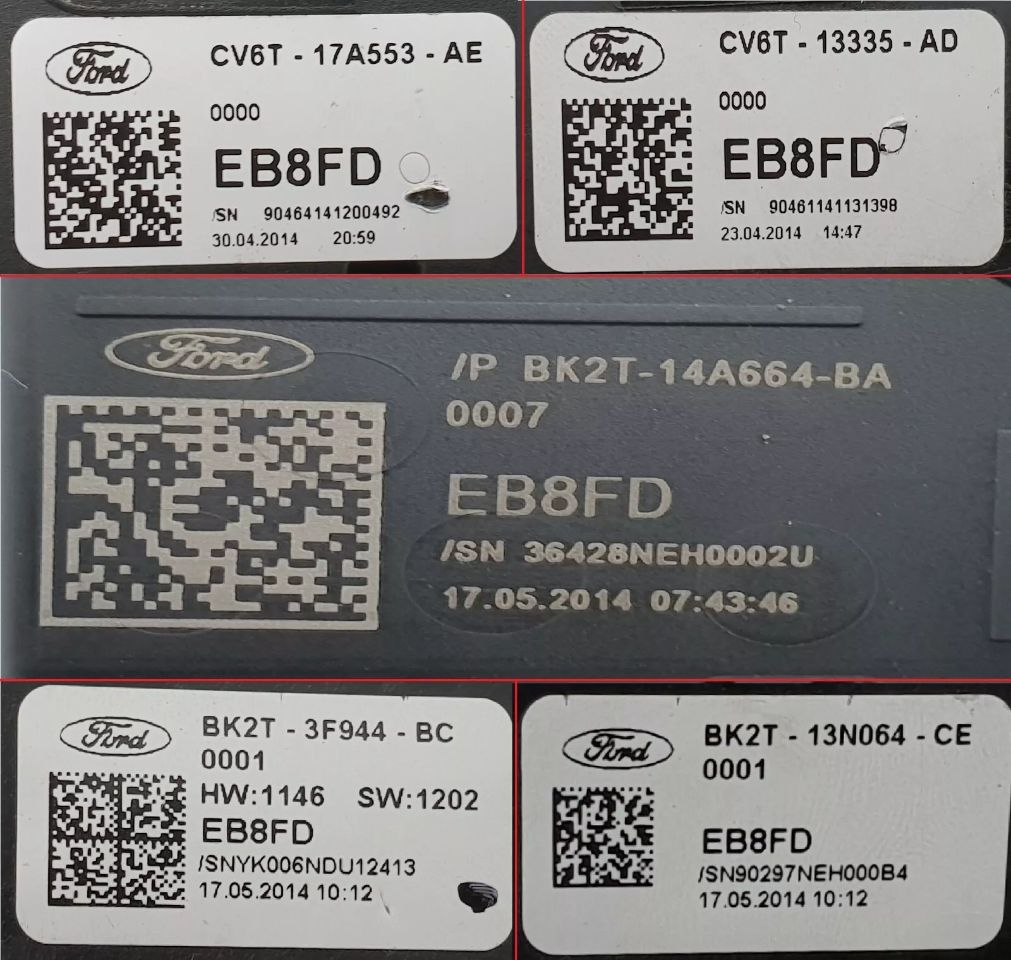 Ford
CV6T - 17A553 - AE
0000
EB8FD
/SN 90464141200492
30.04.2014 20:59
Ford
CV6T - 13335 - AD
0000
EB8FD
/SN 90461141131398
23.04.2014 14:47
Ford
/P BK2T-14A664-BA
0007
EB8FD
/SN 36428NEH0002U
17.05.2014 07:43:46
Ford
BK2T - 3F944 - BC
0001
HW:1146 SW:1202
EB8FD
/SNYK006NDU12413
17.05.2014 10:12
Ford
BK2T - 13N064 - CE
0001
EB8FD
/SN90297NEH000B4
17.05.2014 10:12